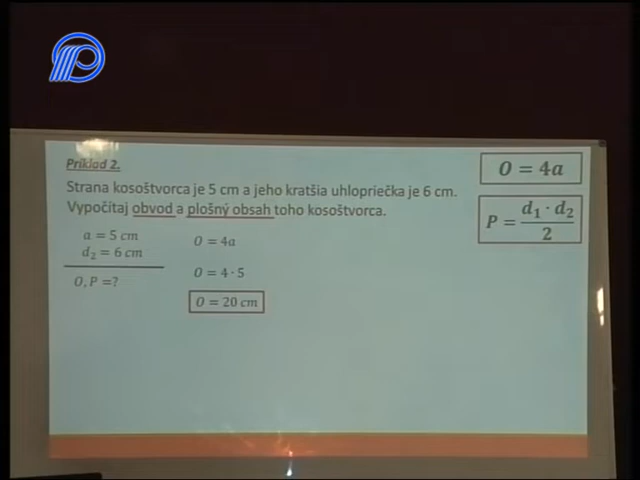 Príklad 2.
Strana kosoštvorca je 5 cm a jeho kratšia uhlopriečka je 6 cm.
Vypočítaj obvod a plošný obsah toho kosoštvorca.
a = 5 cm
d₂ = 6 cm
O, P =?
O = 4a
O = 4 · 5
O = 20 cm
O = 4a
P = d₁ · d₂ / 2